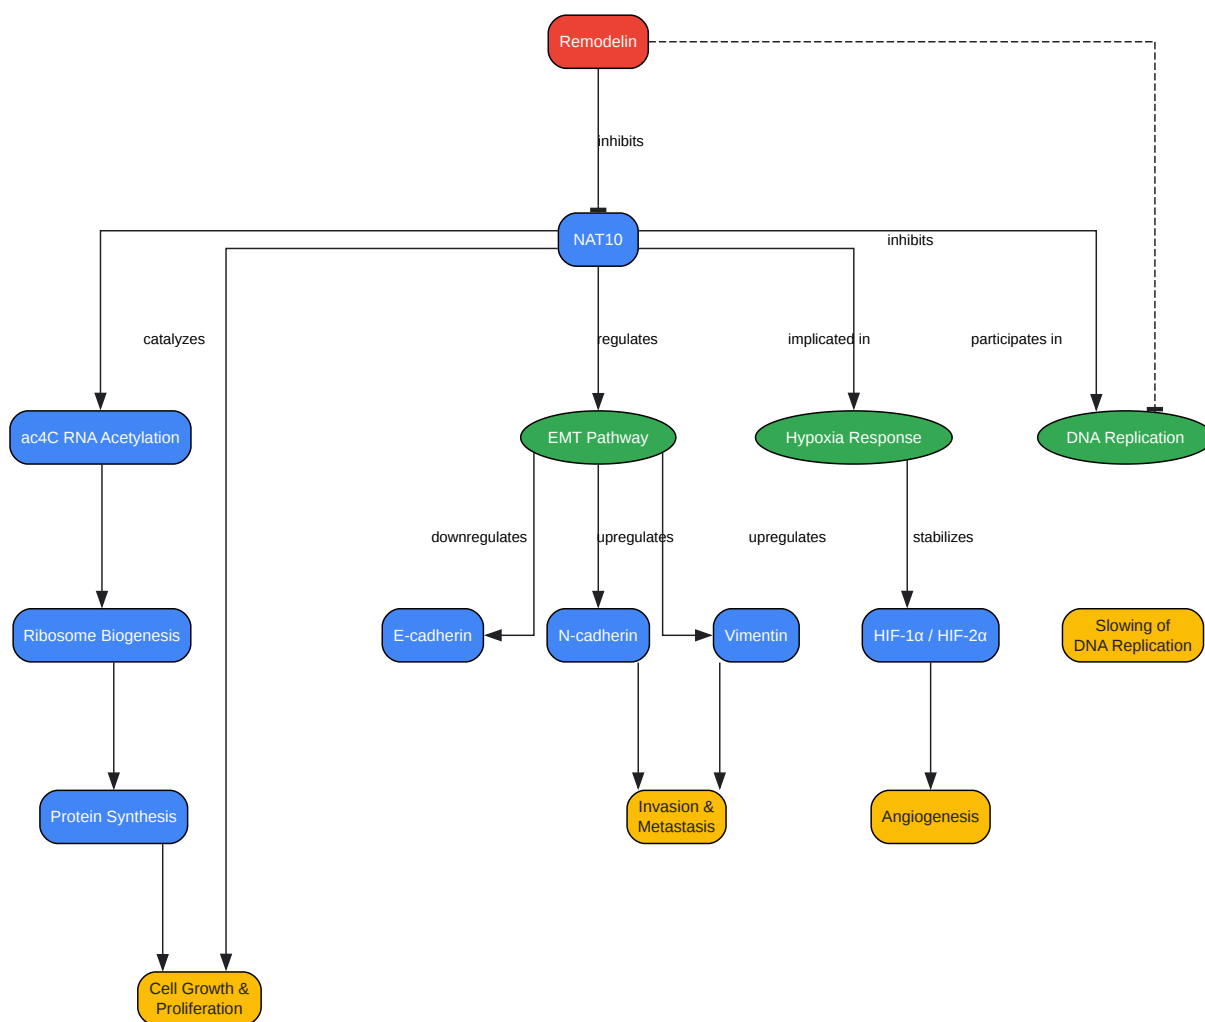 Remodelin
inhibits
NAT10
inhibits
catalyzes
regulates
implicated in
participates in
ac4C RNA Acetylation
EMT Pathway
Hypoxia Response
DNA Replication
downregulates
upregulates
upregulates
stabilizes
Ribosome Biogenesis
E-cadherin
N-cadherin
Vimentin
HIF-1α / HIF-2α
Slowing of
DNA Replication
Protein Synthesis
Invasion &
Metastasis
Angiogenesis
Cell Growth &
Proliferation